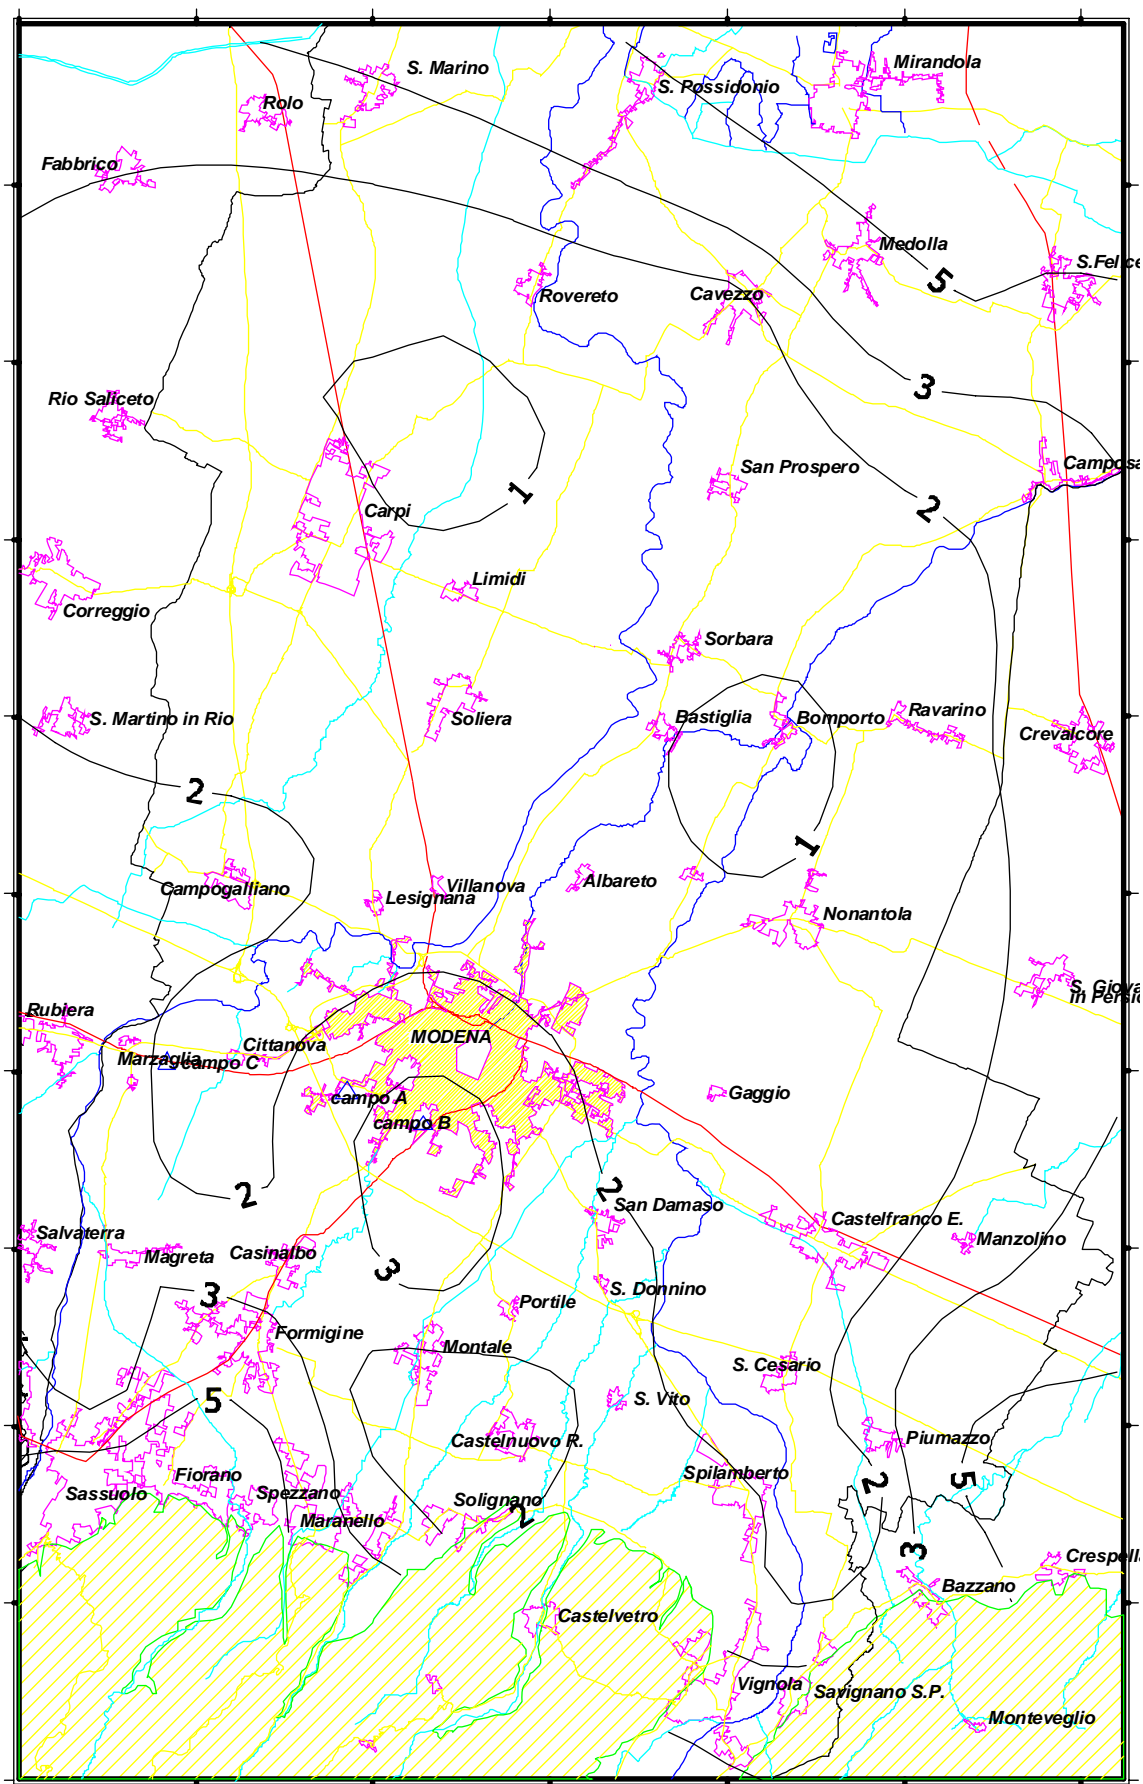 S. Marino
Mirandola
S. Possidonio
Rolo
Fabbrico
Medolla
S.Felice
5
Rovereto
Cavezzo
3
Rio Saliceto
Camposa
San Prospero
1
2
Carpi
Limidi
Correggio
Sorbara
S. Martino in Rio
Soliera
Bastiglia
Bomporto
Ravarino
Crevalcore
2
1
Campogalliano
Lesignana
Villanova
Albareto
Nonantola
S. Giova
in Persic
Rubiera
MODENA
Cittanova
Marzaglia
campo C
campo A
Gaggio
campo B
2
2
San Damaso
Castelfranco E.
Salvaterra
Magreta
Casinalbo
Manzolino
3
S. Donnino
3
Portile
Formigine
Montale
S. Cesario
5
S. Vito
Castelnuovo R.
Piumazzo
Fiorano
Spilamberto
2
5
Sassuolo
Spezzano
Solignano
Maranello
2
3
Crespella
Bazzano
Castelvetro
Vignola
Savignano S.P.
Monteveglio